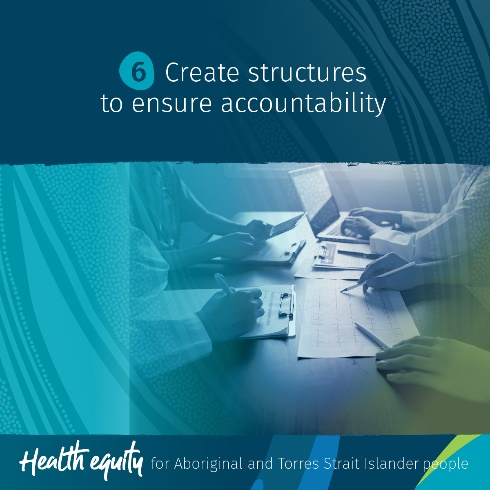 6 Create structures
to ensure accountability
Health equity for Aboriginal and Torres Strait Islander people